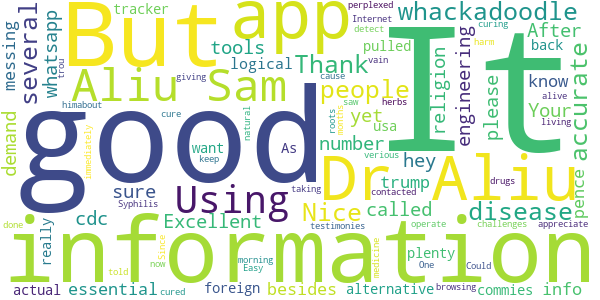 messing
several
whatsapp
But
tracker
himabout
trou
immediately
giving
tools
logical
cure
app
Thank
people
perplexed
Internet
detect
vain
pulled
cause
saw
yet
harm
herbs
whackadoodle
curing
After
back
know
alive
living
religion
engineering
please
Your
accurate
It
Aliu Sam
demand
good
want
keep
As
natural
number
usa
roots
months
verious
hey
trump
drugs
contacted
taking
Dr Aliu
pence
sure
cdc
really
Syphilis
Using
Excellent
Nice
called
testimonies
disease
plenty
operate
challenges
appreciate
information
done
Since
told
now
medicine
One
Could
actual
essential
cured
foreign
morning
Easy
besides
alternative
browsing
commies
info